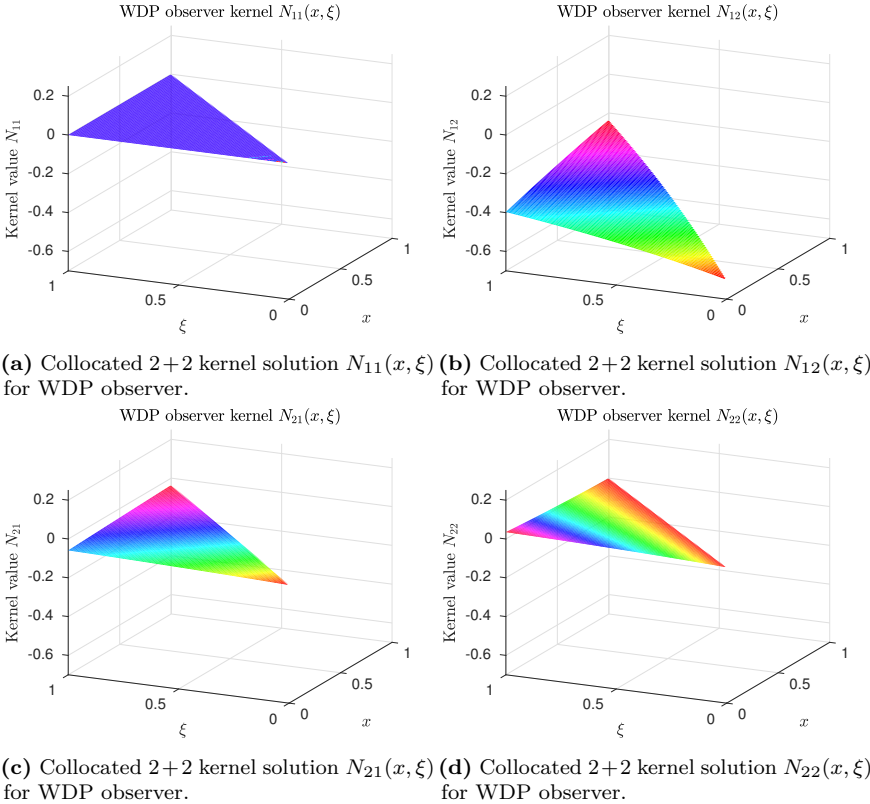 WDP observer kernel N₁₁(x, ξ)
Kernel value N₁₁
0.2
0
-0.2
-0.4
-0.6
1
0.5
0
ξ
0
0.5
1
x
WDP observer kernel N₁₂(x, ξ)
Kernel value N₁₂
0.2
0
-0.2
-0.4
-0.6
1
0.5
0
ξ
0
0.5
1
x
(a) Collocated 2+2 kernel solution N₁₁(x, ξ)
for WDP observer.
(b) Collocated 2+2 kernel solution N₁₂(x, ξ)
for WDP observer.
WDP observer kernel N₂₁(x, ξ)
Kernel value N₂₁
0.2
0
-0.2
-0.4
-0.6
1
0.5
0
ξ
0
0.5
1
x
WDP observer kernel N₂₂(x, ξ)
Kernel value N₂₂
0.2
0
-0.2
-0.4
-0.6
1
0.5
0
ξ
0
0.5
1
x
(c) Collocated 2+2 kernel solution N₂₁(x, ξ)
for WDP observer.
(d) Collocated 2+2 kernel solution N₂₂(x, ξ)
for WDP observer.